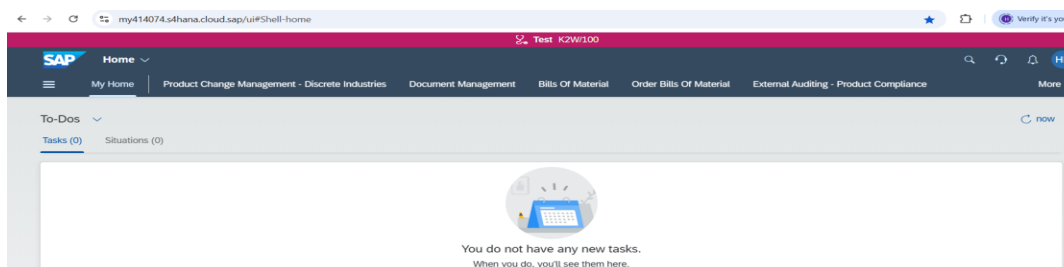 my414074.s4hana.cloud.sap/ui#Shell-home
Verify it's yo
Test K2W/100
SAP Home
My Home Product Change Management - Discrete Industries Document Management Bills Of Material Order Bills Of Material External Auditing - Product Compliance More
To-Dos now
Tasks (0) Situations (0)
You do not have any new tasks.
When you do, you'll see them here.